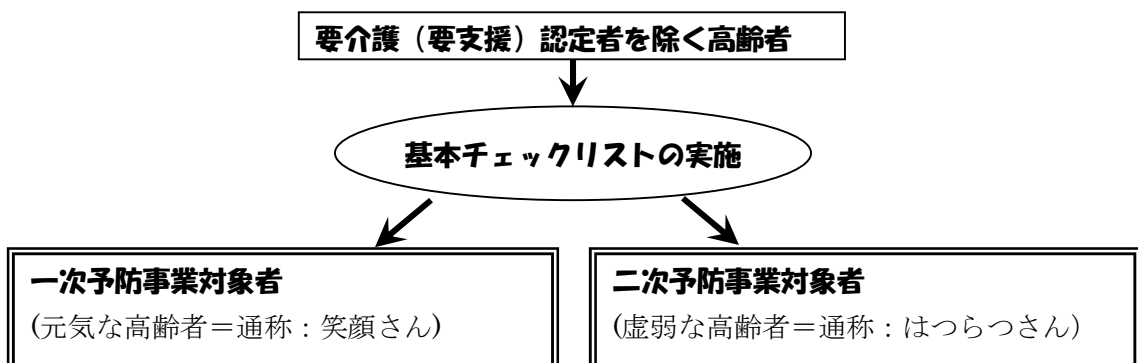 要介護（要支援）認定者を除く高齢者
基本チェックリストの実施
一次予防事業対象者
(元気な高齢者＝通称：笑顔さん)
二次予防事業対象者
(虚弱な高齢者＝通称：はつらつさん）